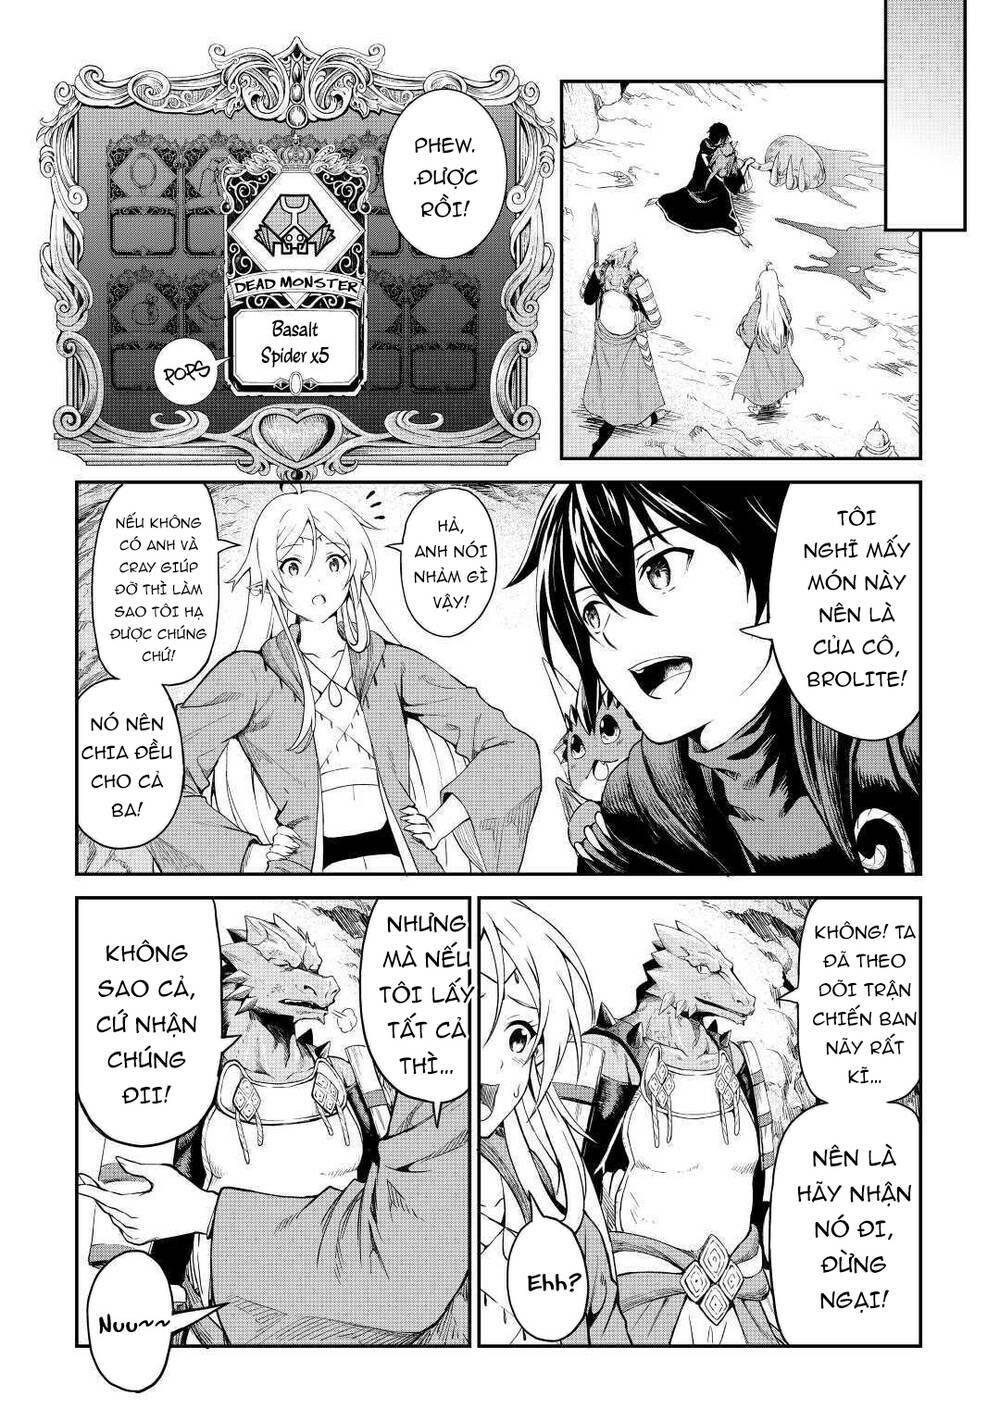 PHEW.
.ĐƯỢC
RỒI!
DEAD MONSTER
Basalt
Spider x5
POPS
TÔI
NGHĨ MẤY
MÓN NÀY
NÊN LÀ
CỦA CÔ,
BROLITE!
HẢ,
ANH NÓI
NHẢM GÌ
VẬY!
NẾU KHÔNG
CÓ ANH VÀ
CRAY GIÚP
ĐỠ THÌ LÀM
SAO TÔI HẠ
ĐƯỢC CHÚNG
CHỨ!
NÓ NÊN
CHIA ĐỀU
CHO CẢ
BA!
KHÔNG! TA
ĐÃ THEO
DÕI TRẬN
CHIẾN BAN
NÃY RẤT
KĨ...
NÊN LÀ
HÃY NHẬN
NÓ ĐI,
ĐỪNG
NGẠI!
Ehh?
NHƯNG
MÀ NẾU
TÔI LẤY
TẤT CẢ
THÌ...
KHÔNG
SAO CẢ,
CỨ NHẬN
CHÚNG
ĐII!
Nuu~~